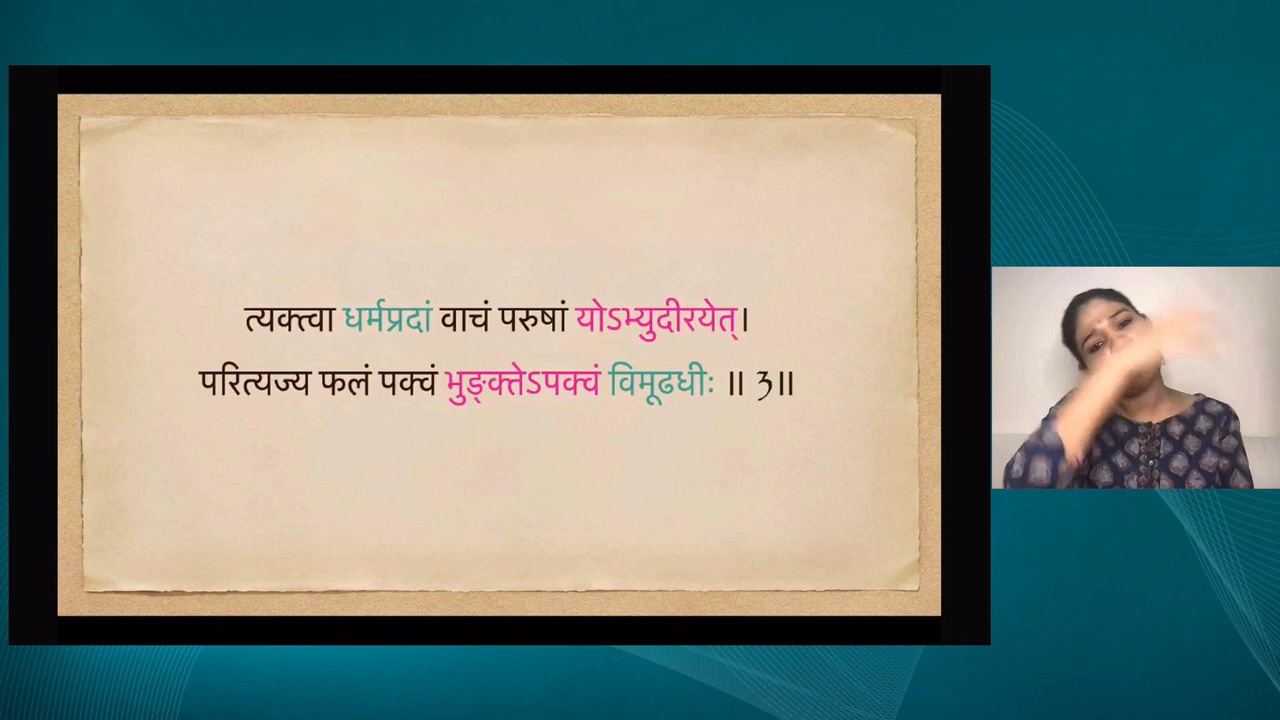 त्यक्त्वा धर्मप्रदां वाचं परुषां योऽभ्युदीरयेत्।
परित्यज्य फलं पक्वं भुङ्क्तेऽपक्वं विमूढधीः ॥ ३॥